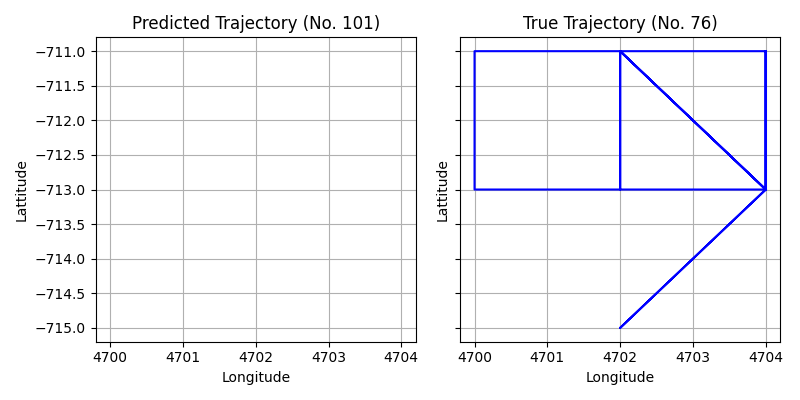 Predicted Trajectory (No. 101)
True Trajectory (No. 76)
−711.0
−711.5
−712.0
−712.5
−713.0
−713.5
−714.0
−714.5
−715.0
Lattitude
Lattitude
4700 4701 4702 4703 4704
4700 4701 4702 4703 4704
Longitude
Longitude